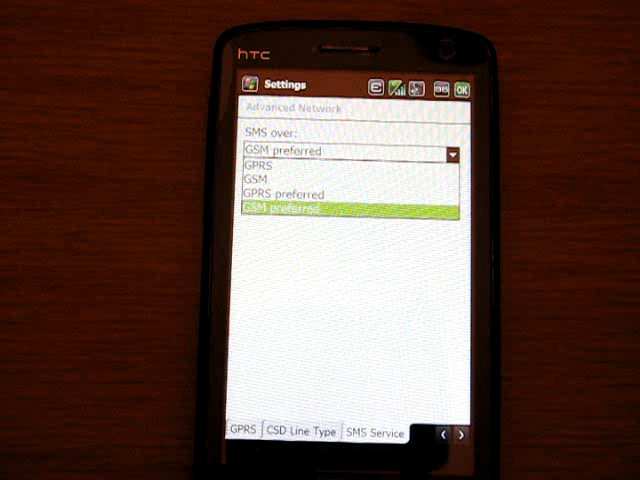 hTC
Settings
E
OK
Advanced Network
SMS over:
GSM preferred
GPRS
GSM
GPRS preferred
GSM preferred
GPRS CSD Line Type SMS Service